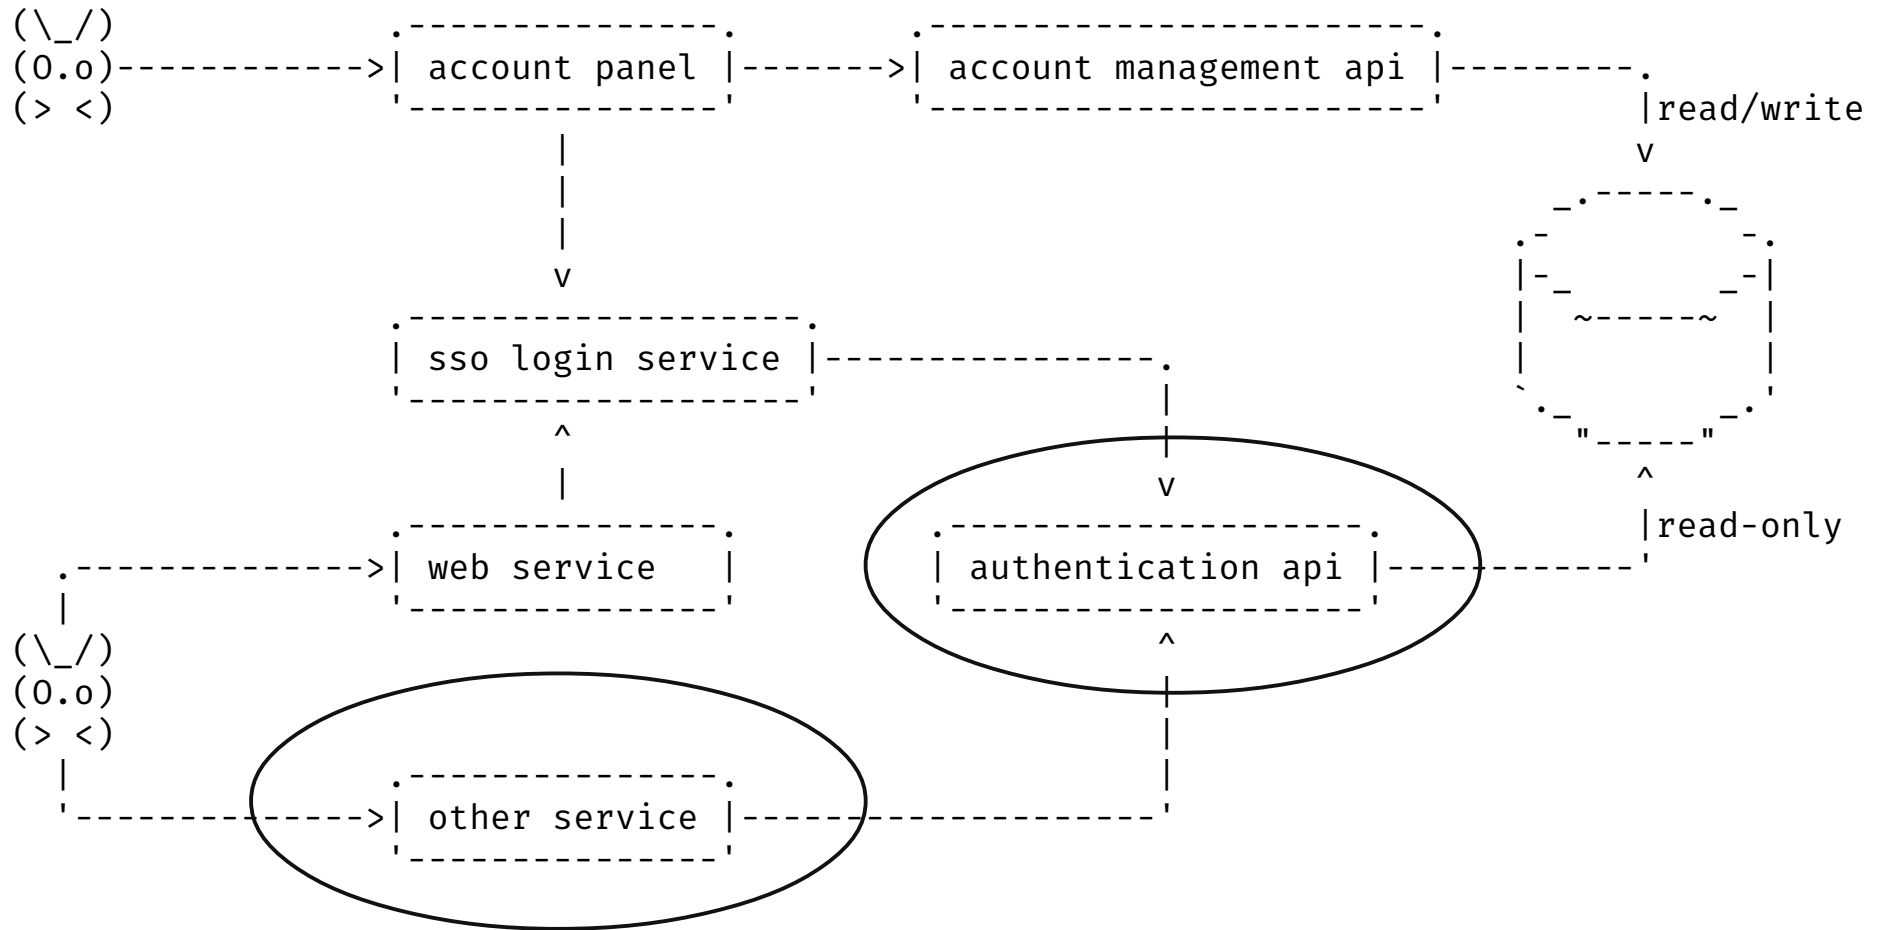 account panel
account management api
read/write
sso login service
read-only
web service
authentication api
other service